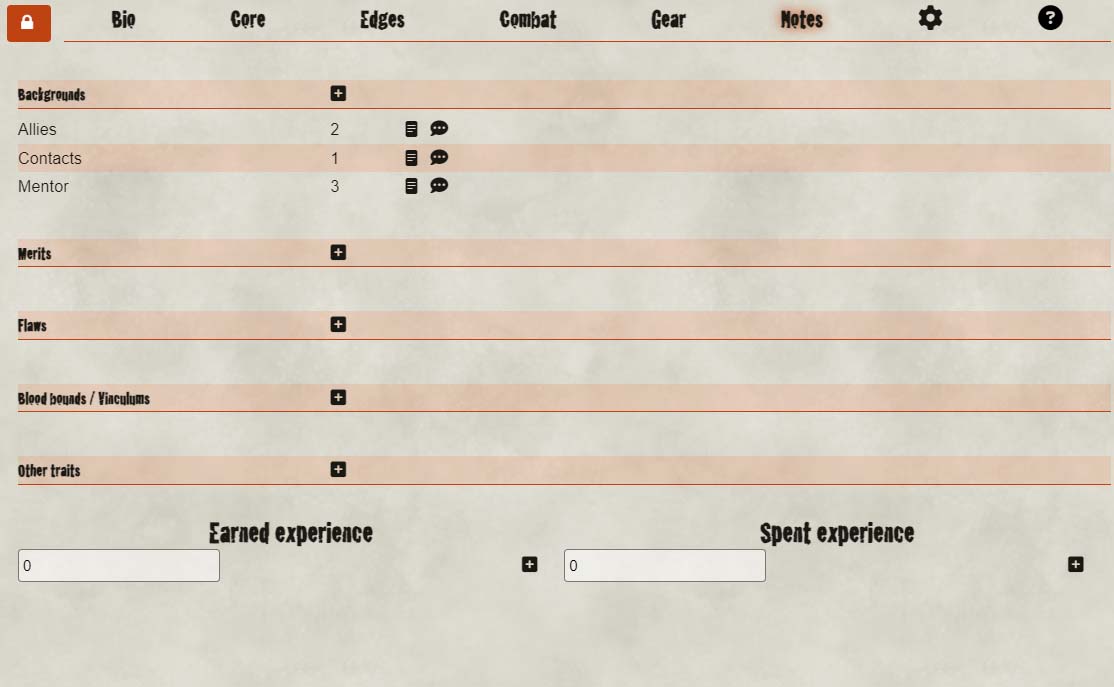 Bio Core Edges Combat Gear Notes ?
Backgrounds
Allies 2
Contacts 1
Mentor 3
Merits
Flaws
Blood bounds / Vinculums
Other traits
Earned experience Spent experience
0 0